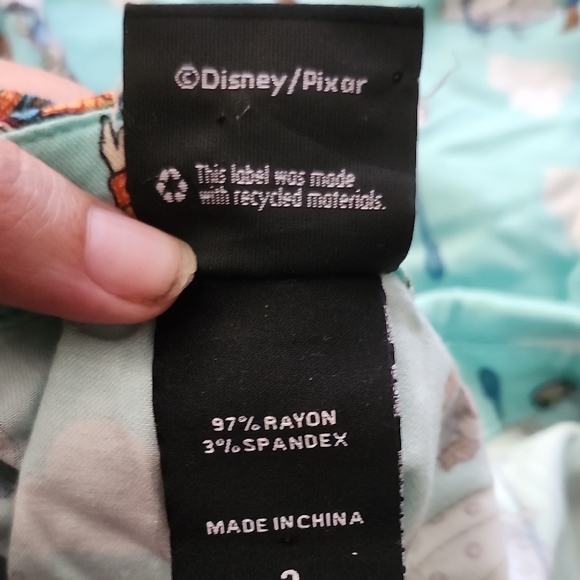 ©Disney/Pixar
This label was made
with recycled materials.
97% RAYON
3% SPANDEX
MADE IN CHINA